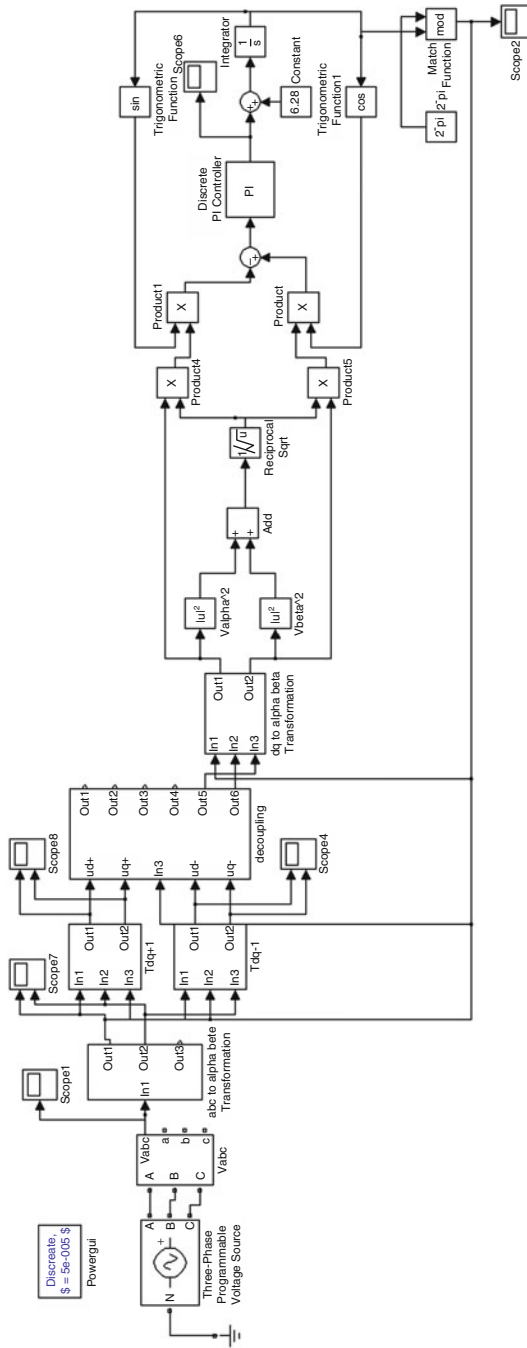 Discreate,
$ = 5e-005 $
Powergui
N
A
B
C
Three-Phase
Programmable
Voltage Source
A
B
C
Vabc
a
b
c
Vabc
Scope1
In1
Out1
Out2
Out3
abc to alpha bete
Transformation
Scope7
In1
In2
In3
Out1
Out2
Tdq+1
In1
In2
In3
Out1
Out2
Tdq-1
Scope8
ud+
uq+
In3
ud-
uq-
Out1
Out2
Out3
Out4
Out5
Out6
decoupling
Scope4
In1
In2
In3
Out1
Out2
dq to alpha beta
Transformation
|u|²
Valpha^2
|u|²
Vbeta^2
+
+
Add
1/√u
Reciprocal
Sqrt
X
Product4
X
Product5
X
Product1
X
Product
-+
Discrete
PI Controller
PI
Scope6
++
6.28
Constant
Integrator
1/s
sin
Trigonometric
Function
Trigonometric
Function1
cos
2*pi
2*pi
Match
Function
mod
Scope2